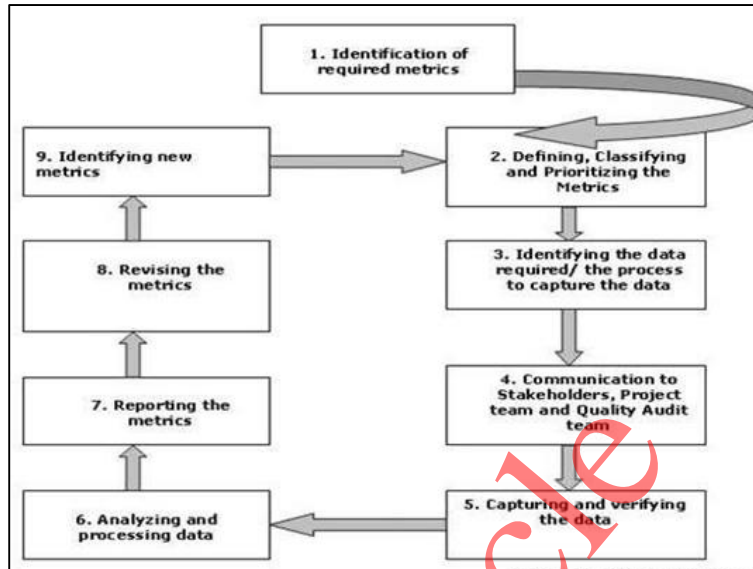 1. Identification of
required metrics
2. Defining, Classifying
and Prioritizing the
Metrics
3. Identifying the data
required/ the process
to capture the data
4. Communication to
Stakeholders, Project
team and Quality Audit
team
5. Capturing and verifying
the data
6. Analyzing and
processing data
7. Reporting the
metrics
8. Revising the
metrics
9. Identifying new
metrics
cle